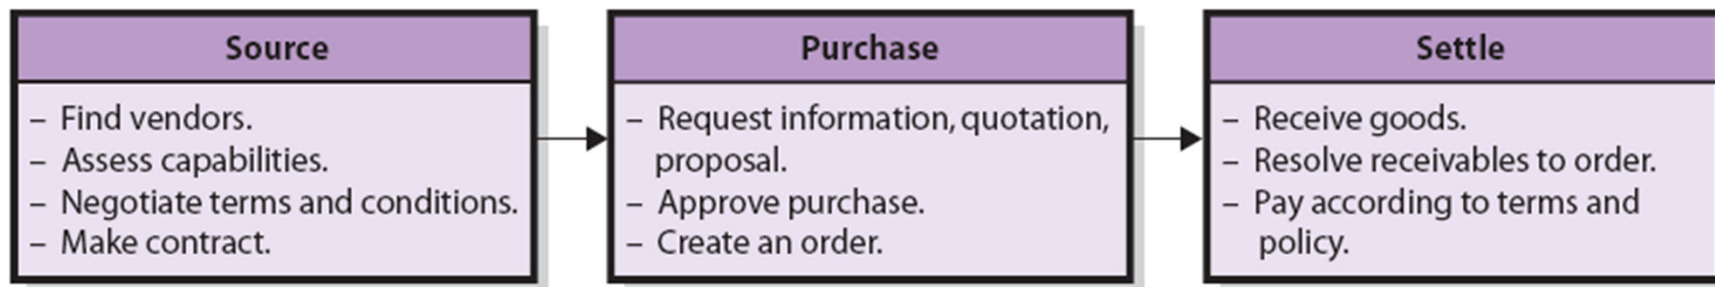 Source
– Find vendors.
– Assess capabilities.
– Negotiate terms and conditions.
– Make contract.
Purchase
– Request information, quotation,
proposal.
– Approve purchase.
– Create an order.
Settle
– Receive goods.
– Resolve receivables to order.
– Pay according to terms and
policy.